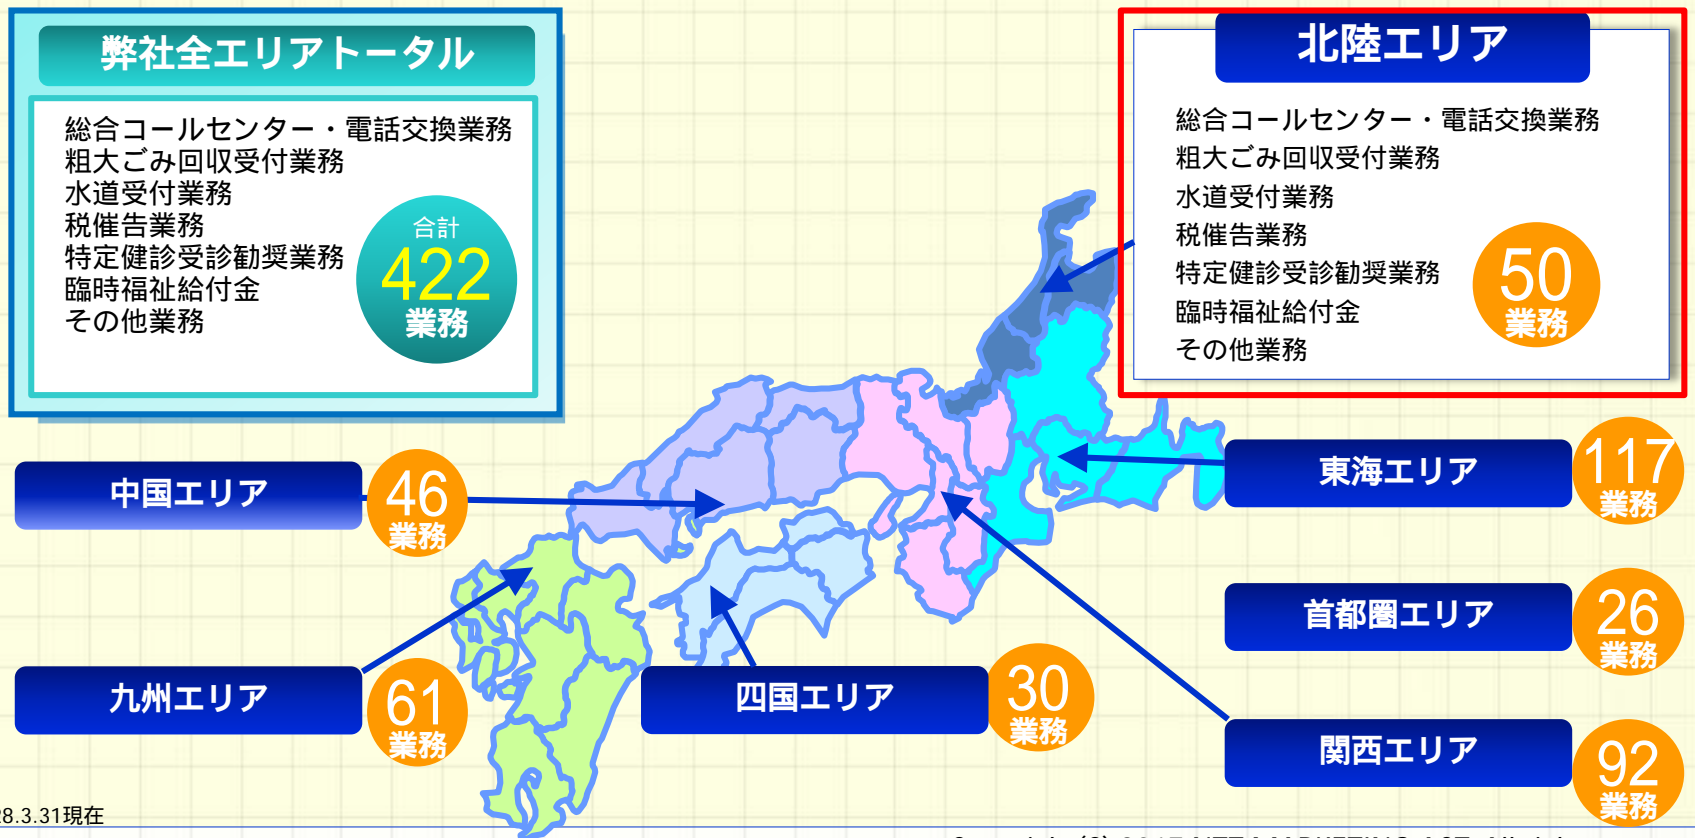 弊社全エリアトータル
総合コールセンター・電話交換業務
粗大ごみ回収受付業務
水道受付業務
税催告業務
特定健診受診勧奨業務
臨時福祉給付金
その他業務
合計
422
業務
北陸エリア
総合コールセンター・電話交換業務
粗大ごみ回収受付業務
水道受付業務
税催告業務
特定健診受診勧奨業務
臨時福祉給付金
その他業務
50
業務
中国エリア
46
業務
東海エリア
117
業務
首都圏エリア
26
業務
九州エリア
61
業務
四国エリア
30
業務
関西エリア
92
業務
8.3.31現在